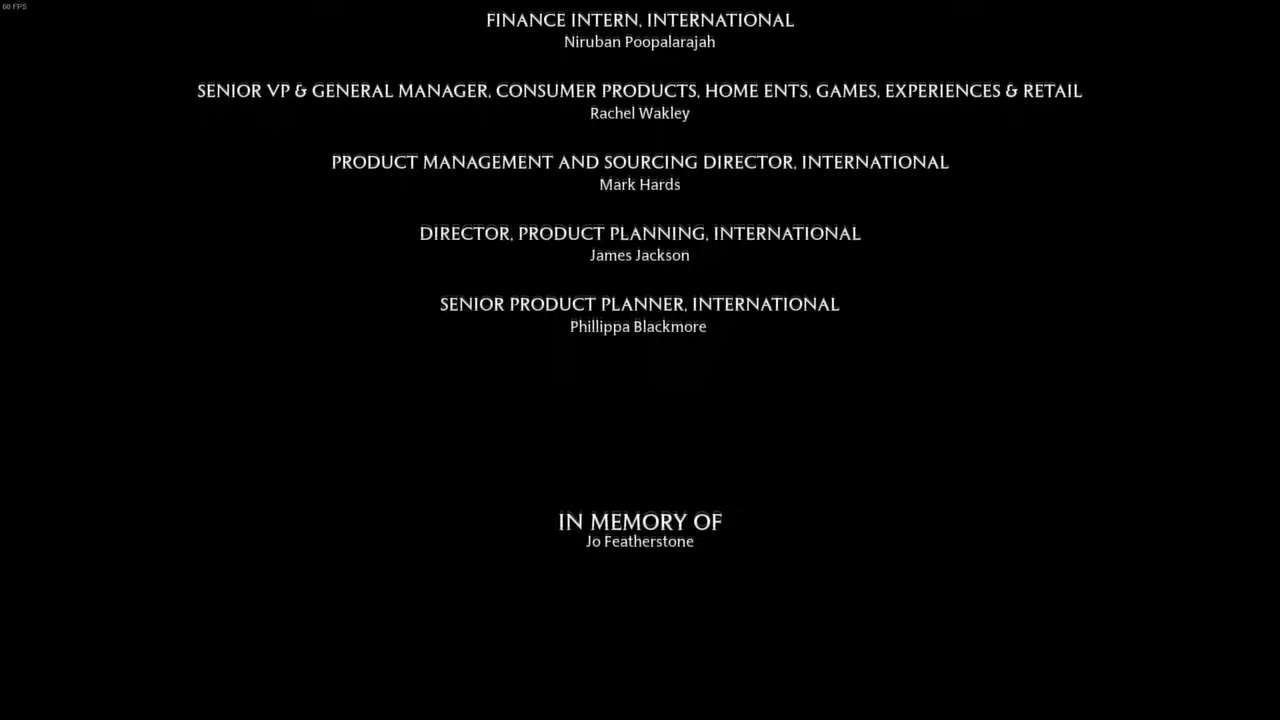 60 FPS
FINANCE INTERN, INTERNATIONAL
Niruban Poopalarajah
SENIOR VP & GENERAL MANAGER, CONSUMER PRODUCTS, HOME ENTS, GAMES, EXPERIENCES & RETAIL
Rachel Wakley
PRODUCT MANAGEMENT AND SOURCING DIRECTOR, INTERNATIONAL
Mark Hards
DIRECTOR, PRODUCT PLANNING, INTERNATIONAL
James Jackson
SENIOR PRODUCT PLANNER, INTERNATIONAL
Phillippa Blackmore
IN MEMORY OF
Jo Featherstone